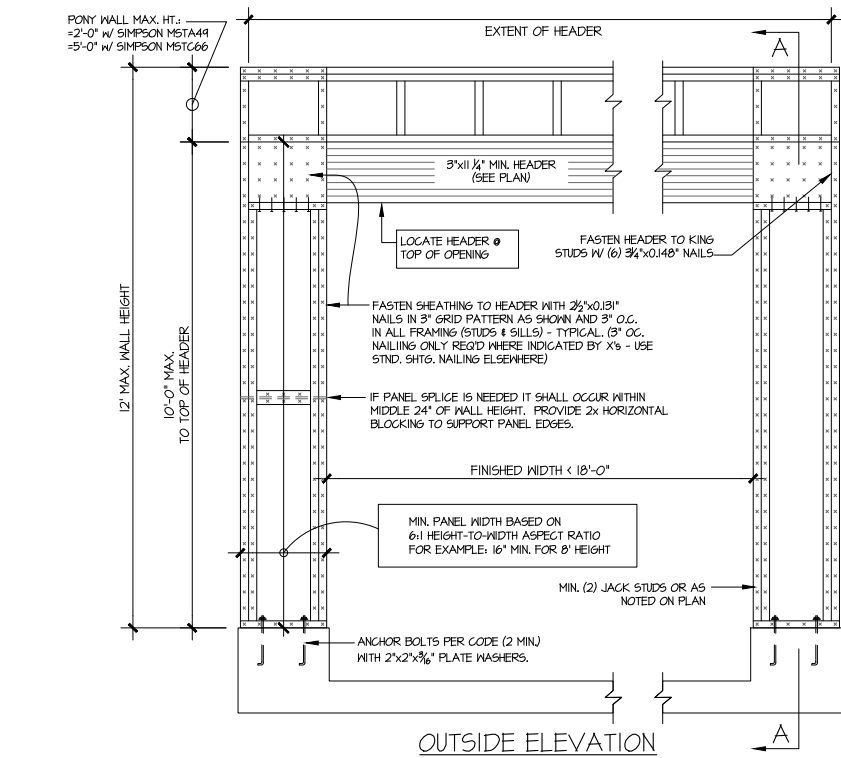 PONY WALL MAX. HT.:
=2'-0" W/ SIMPSON MSTA49
=5'-0" W/ SIMPSON MSTC66
EXTENT OF HEADER
A
3"x11 1/4" MIN. HEADER
(SEE PLAN)
LOCATE HEADER @
TOP OF OPENING
FASTEN HEADER TO KING
STUDS W/ (6) 3 1/4"x0.148" NAILS
FASTEN SHEATHING TO HEADER WITH 2 1/2"x0.131"
NAILS IN 3" GRID PATTERN AS SHOWN AND 3" O.C.
IN ALL FRAMING (STUDS & SILLS) - TYPICAL. (3" OC.
NAILIING ONLY REQ'D WHERE INDICATED BY X's - USE
STND. SHTG. NAILING ELSEWHERE)
12' MAX. WALL HEIGHT
10'-0" MAX.
TO TOP OF HEADER
IF PANEL SPLICE IS NEEDED IT SHALL OCCUR WITHIN
MIDDLE 24" OF WALL HEIGHT. PROVIDE 2x HORIZONTAL
BLOCKING TO SUPPORT PANEL EDGES.
FINISHED WIDTH < 18'-0"
MIN. PANEL WIDTH BASED ON
6:1 HEIGHT-TO-WIDTH ASPECT RATIO
FOR EXAMPLE: 16" MIN. FOR 8' HEIGHT
MIN. (2) JACK STUDS OR AS
NOTED ON PLAN
ANCHOR BOLTS PER CODE (2 MIN.)
WITH 2"x2"x3/16" PLATE WASHERS.
A
OUTSIDE ELEVATION